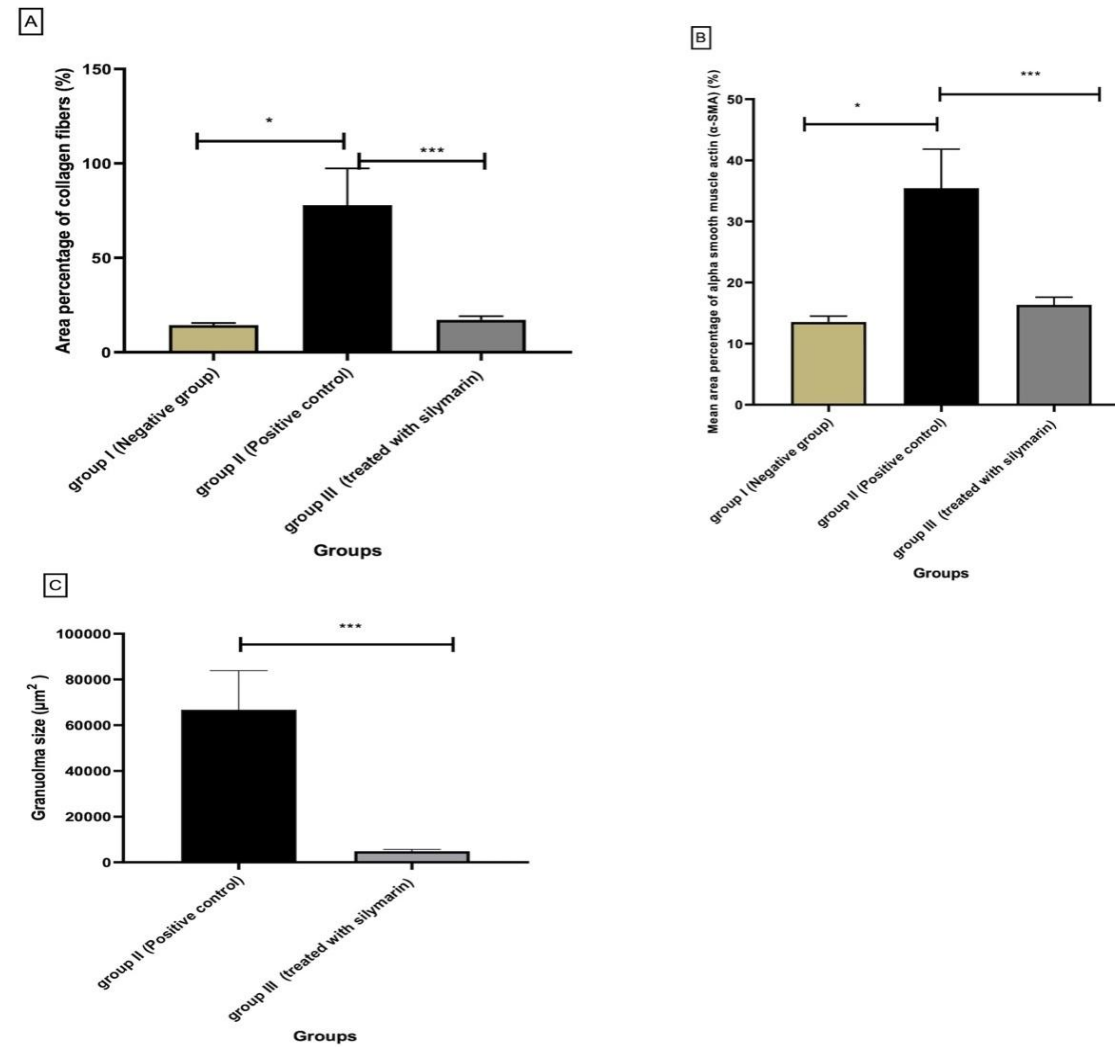 A
Area percentage of collagen fibers (%)
150
100
50
0
*
***
group I (Negative group)
group II (Positive control)
group III (treated with silymarin)
Groups
B
Mean area percentage of alpha smooth muscle actin (α-SMA) (%)
50
40
30
20
10
0
*
***
group I (Negative group)
group II (Positive control)
group III (treated with silymarin)
Groups
C
Granuolma size (µm²)
100000
80000
60000
40000
20000
0
***
group II (Positive control)
group III (treated with silymarin)
Groups